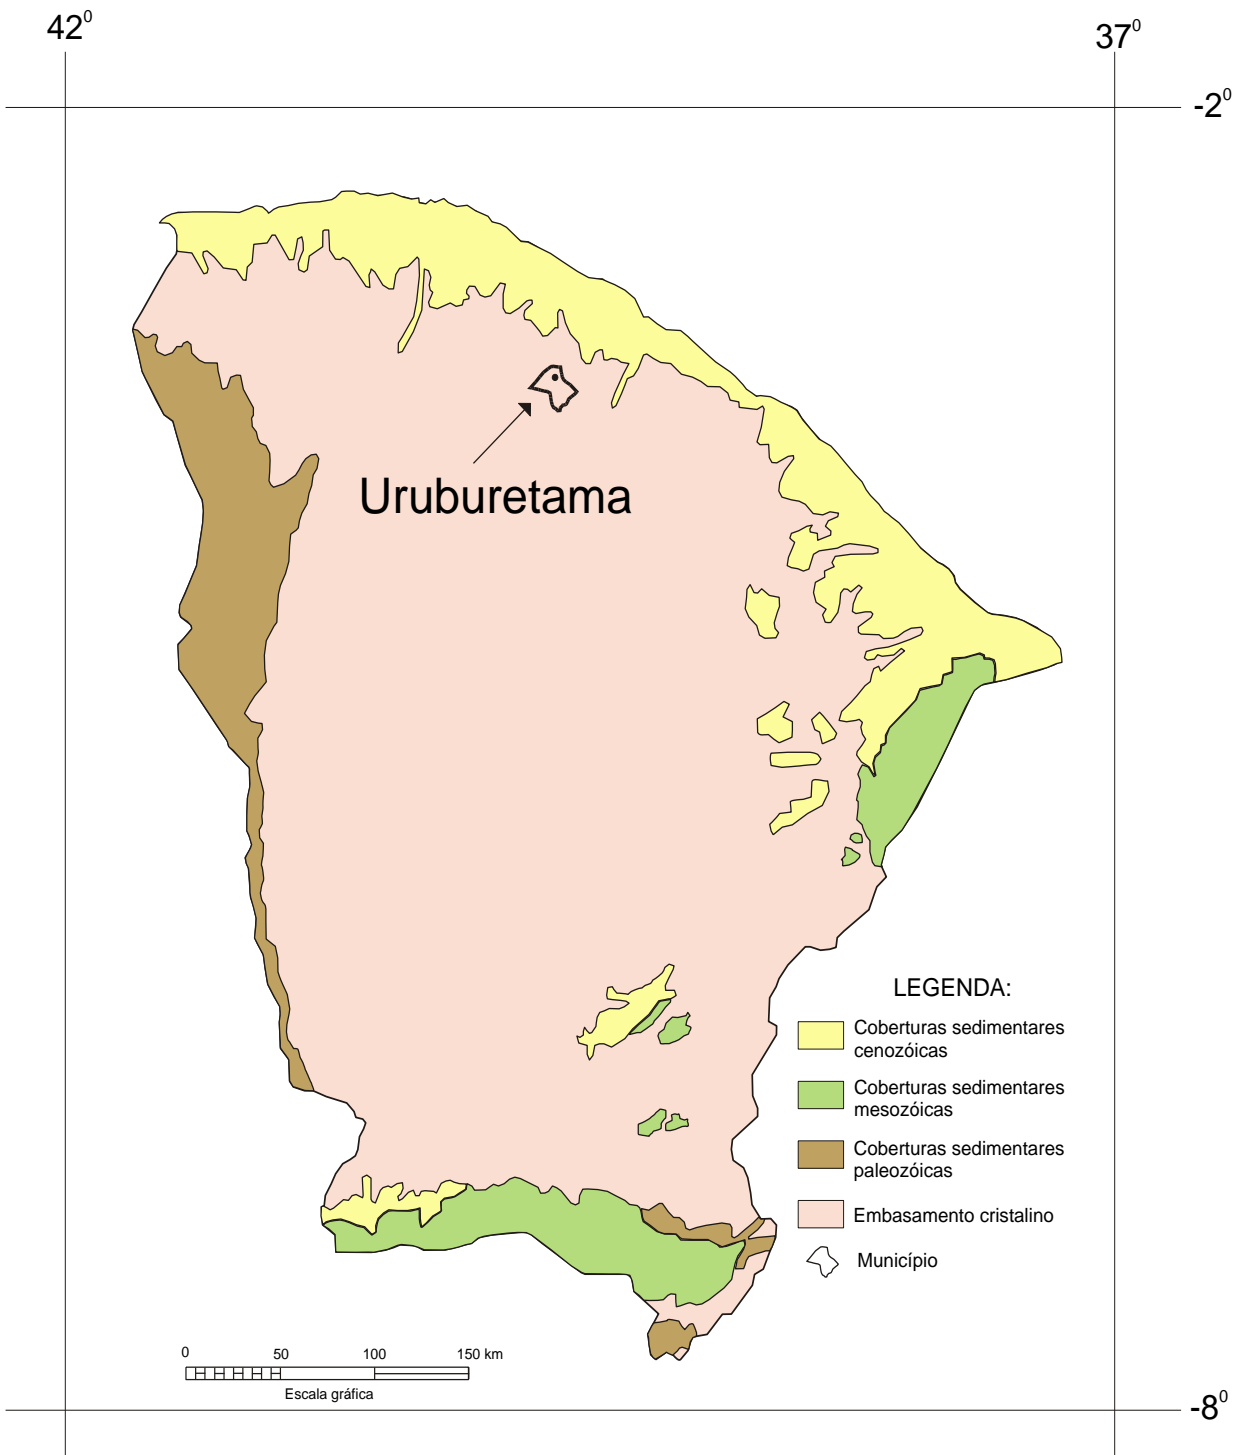 42⁰
37⁰
-2⁰
Uruburetama
LEGENDA:
Coberturas sedimentares
cenozóicas
Coberturas sedimentares
mesozóicas
Coberturas sedimentares
paleozóicas
Embasamento cristalino
Município
0 50 100 150 km
Escala gráfica
-8⁰